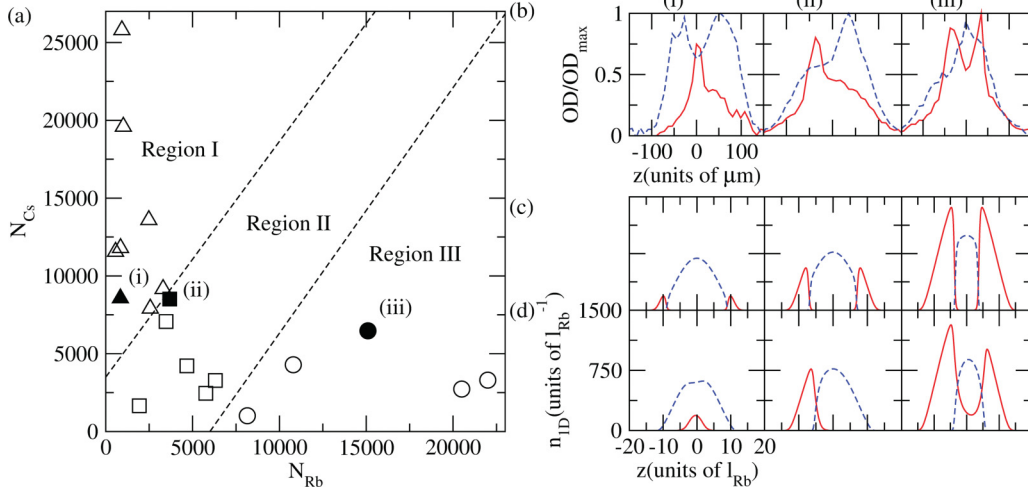 (a)
N_Cs
25000
20000
15000
10000
5000
0
Region I
Region II
Region III
(i)
(ii)
(iii)
0
5000
10000
15000
20000
N_Rb
(b)
(i)
(ii)
(iii)
OD/OD_max
1
0.5
0
-100
0
100
z(units of μm)
(c)
(d)
n_1D(units of l_Rb^-1)
1500
750
0
-20
-10
0
10
20
z(units of l_Rb)